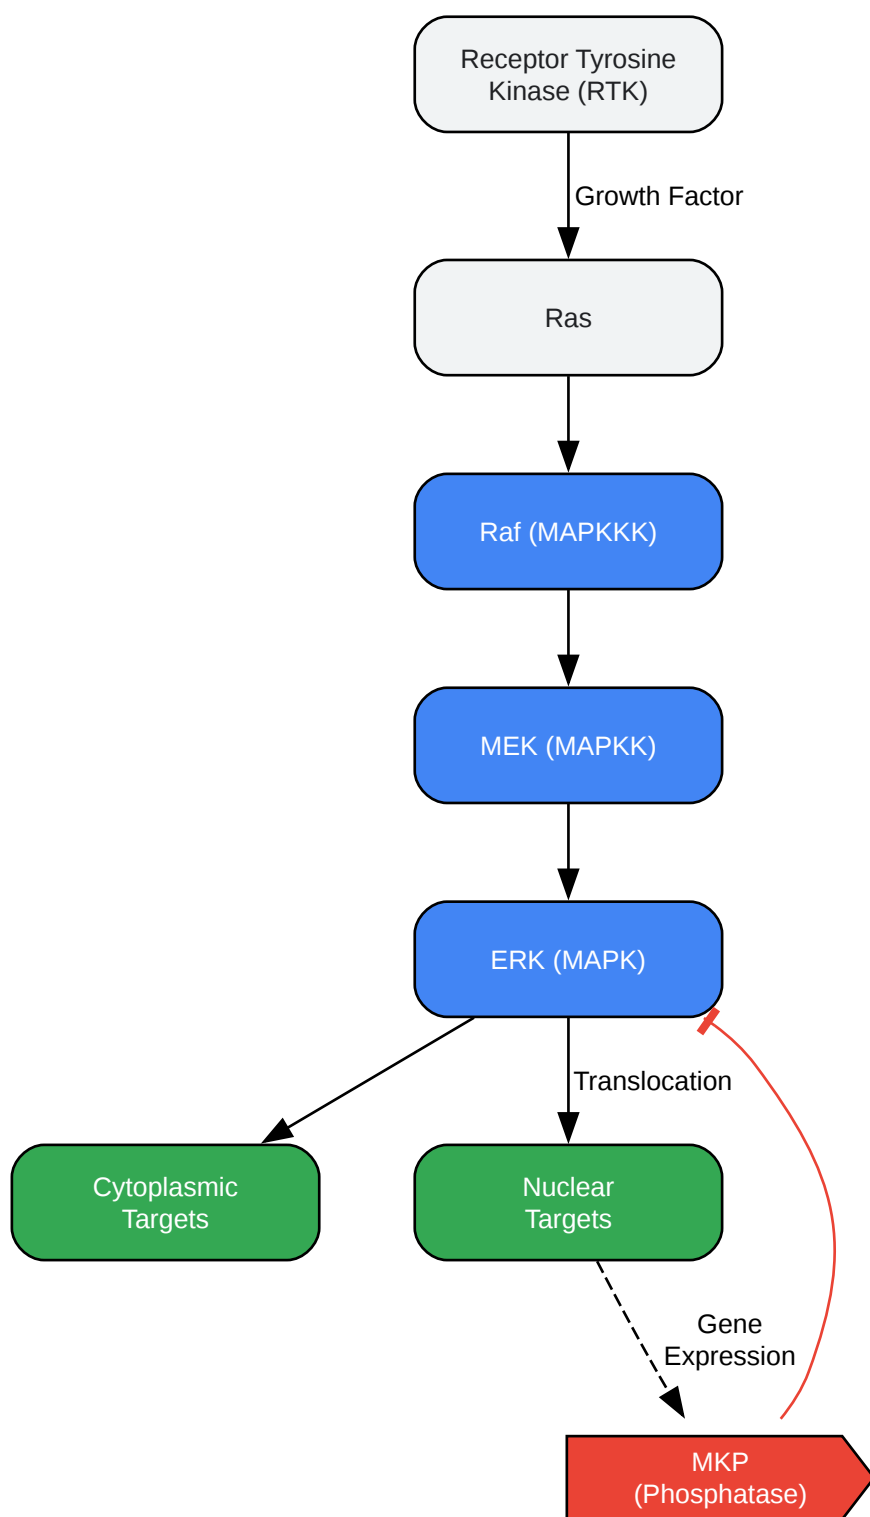 Receptor Tyrosine
Kinase (RTK)
Growth Factor
Ras
Raf (MAPKKK)
MEK (MAPKK)
ERK (MAPK)
Translocation
Cytoplasmic
Targets
Nuclear
Targets
Gene
Expression
MKP
(Phosphatase)